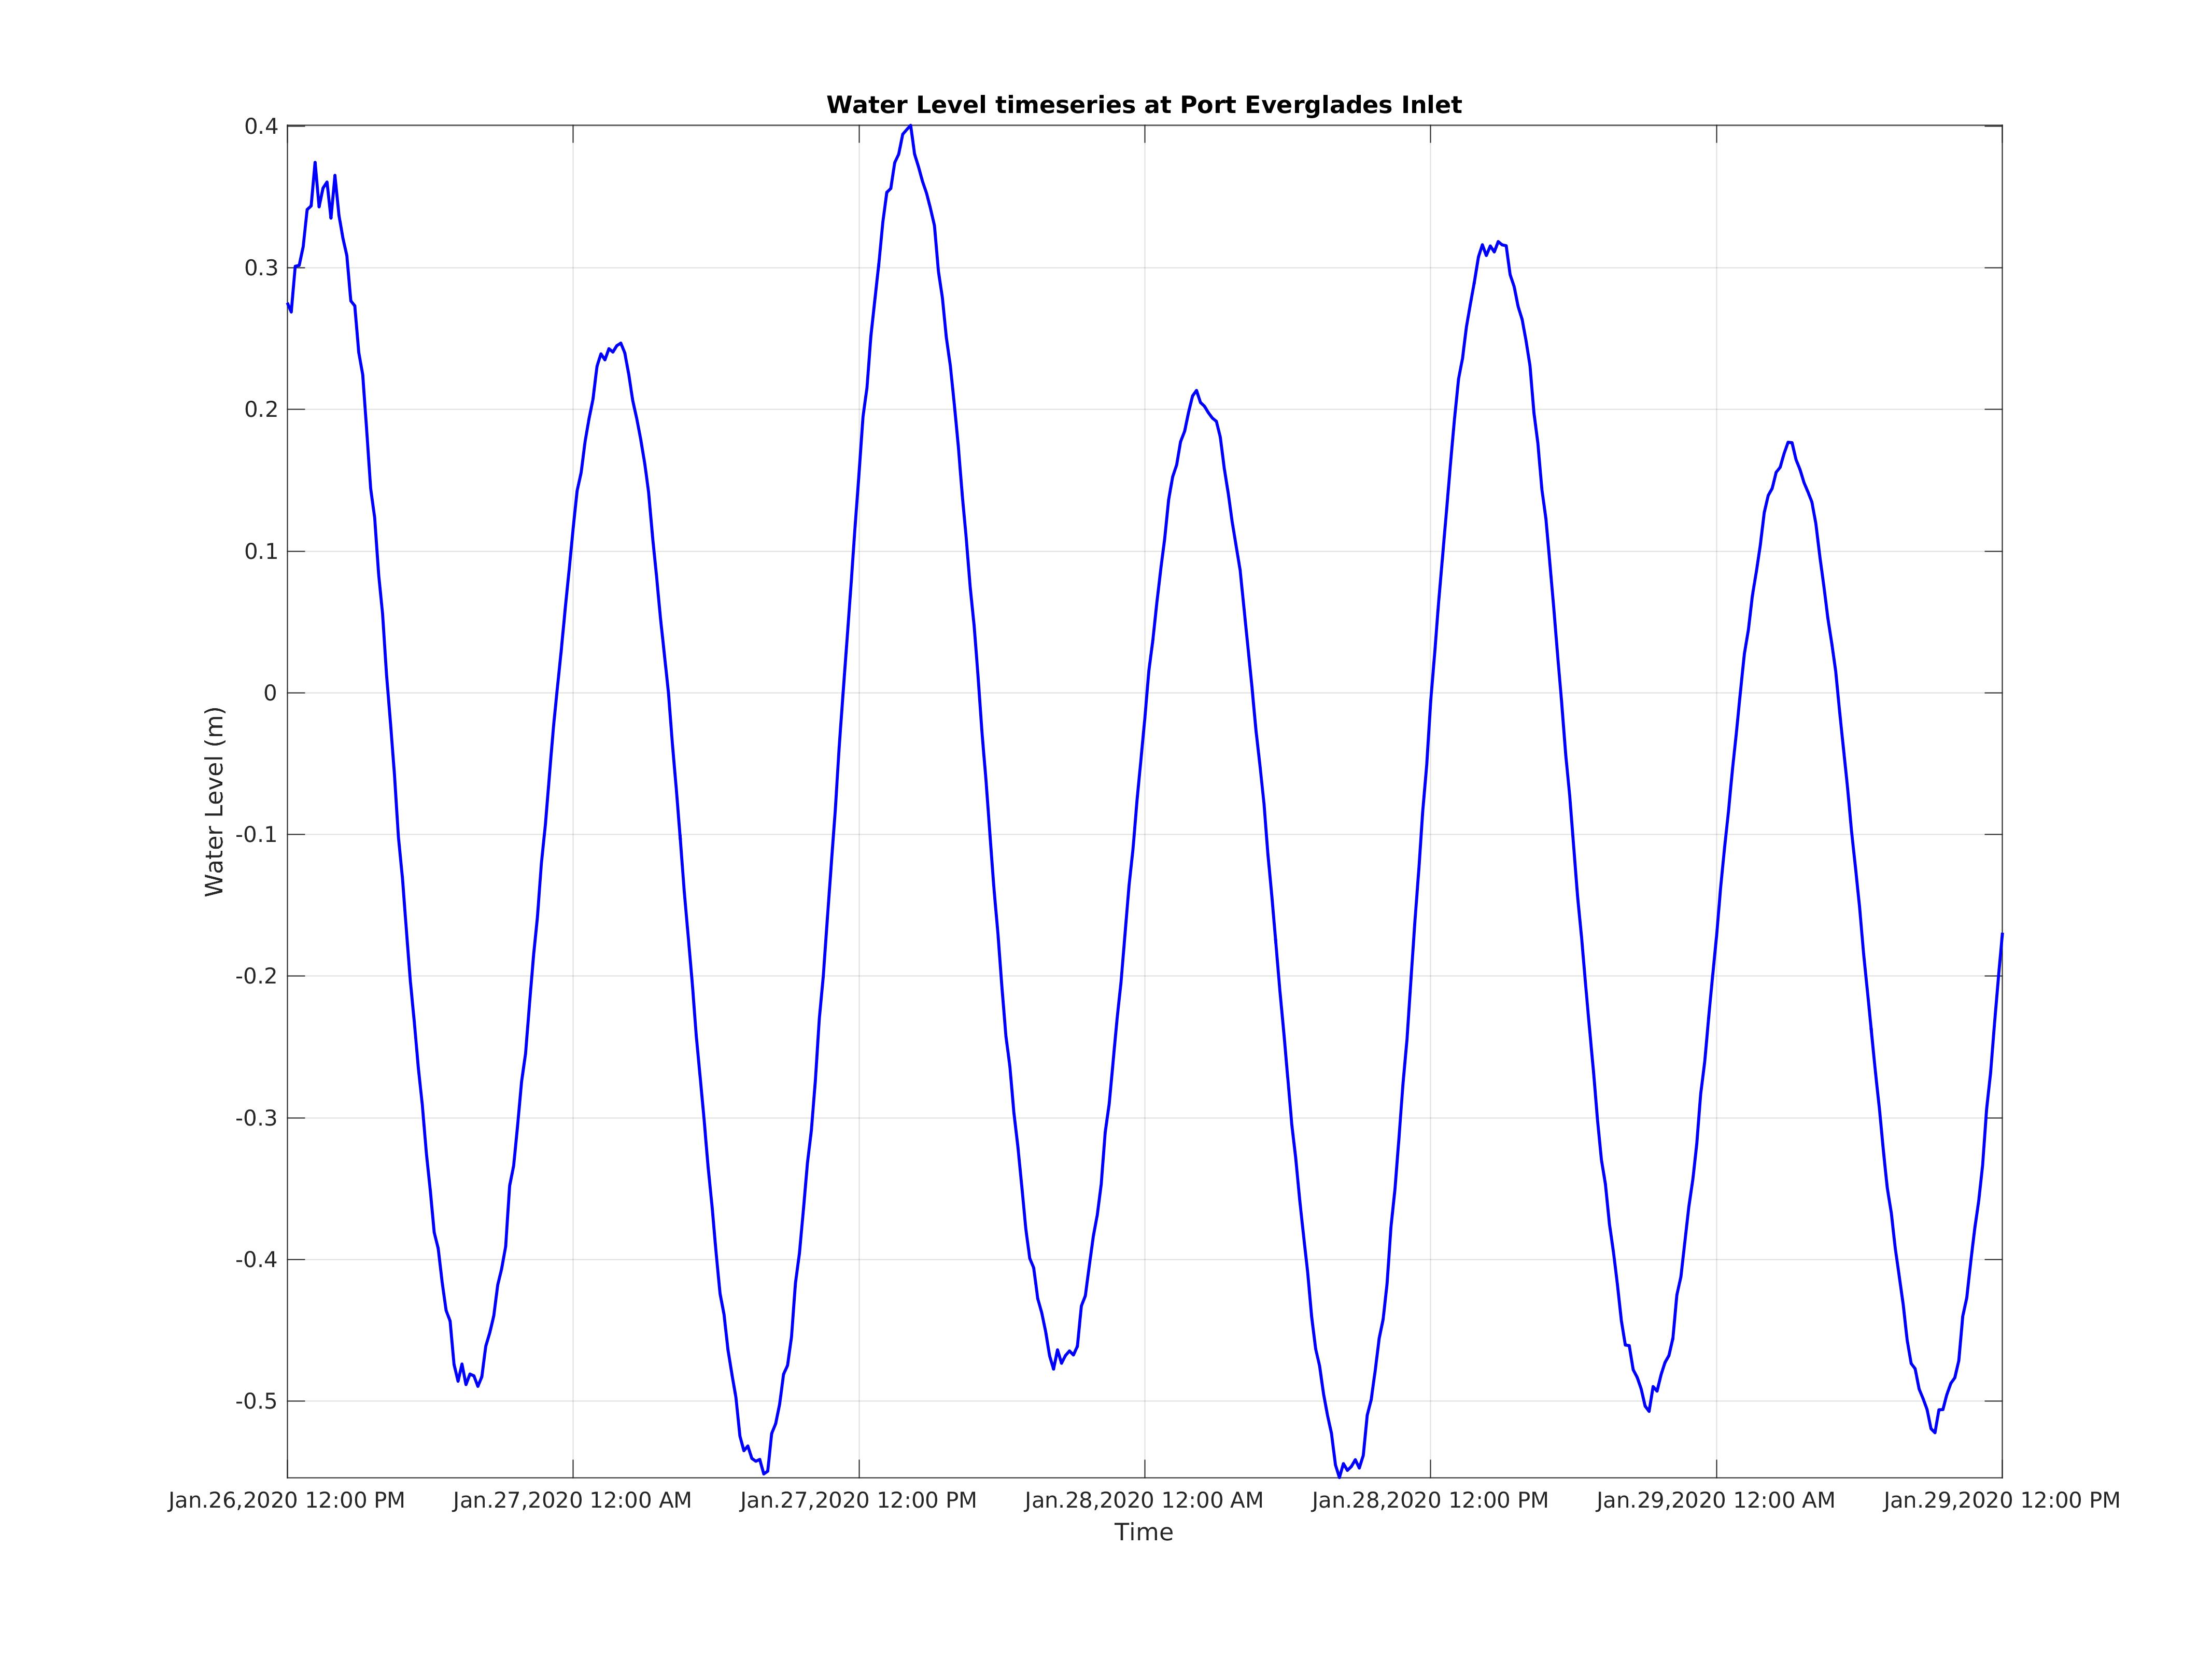 Water Level timeseries at Port Everglades Inlet
0.4
0.3
0.2
0.1
0
-0.1
-0.2
-0.3
-0.4
-0.5
Water Level (m)
Jan.26,2020 12:00 PM
Jan.27,2020 12:00 AM
Jan.27,2020 12:00 PM
Jan.28,2020 12:00 AM
Jan.28,2020 12:00 PM
Jan.29,2020 12:00 AM
Jan.29,2020 12:00 PM
Time